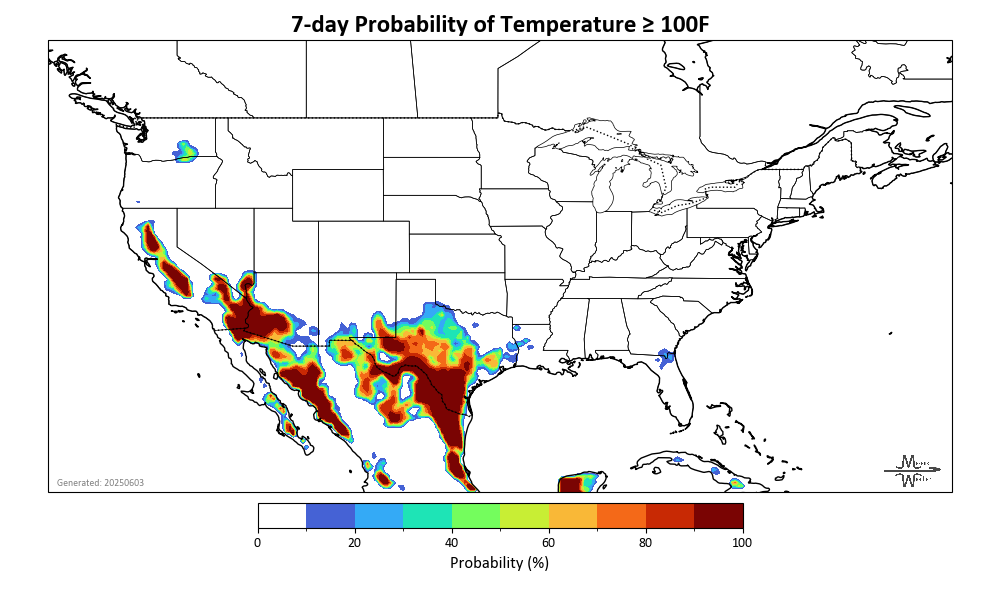 7-day Probability of Temperature ≥ 100F
Generated: 20250603
0 20 40 60 80 100
Probability (%)